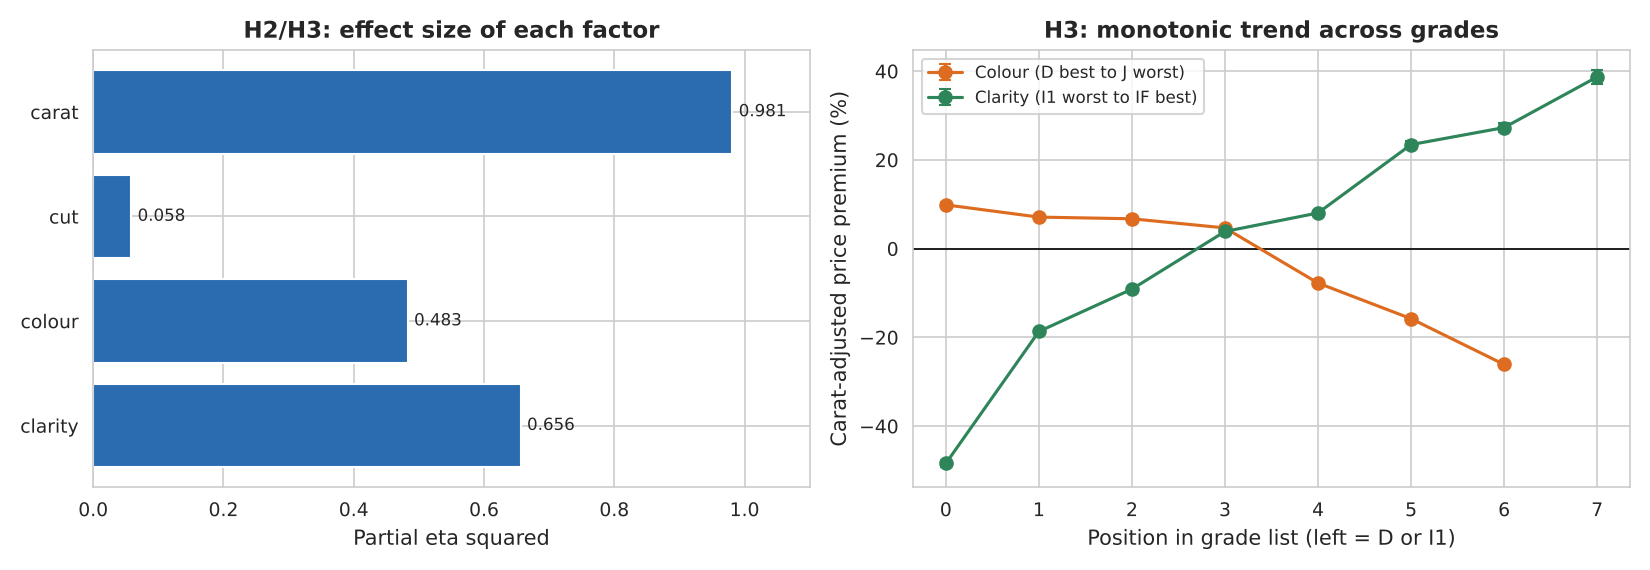 H2/H3: effect size of each factor
carat
cut
colour
clarity
0.981
0.058
0.483
0.656
0.0 0.2 0.4 0.6 0.8 1.0
Partial eta squared
H3: monotonic trend across grades
Colour (D best to J worst)
Clarity (I1 worst to IF best)
Carat-adjusted price premium (%)
40
20
0
−20
−40
0 1 2 3 4 5 6 7
Position in grade list (left = D or I1)